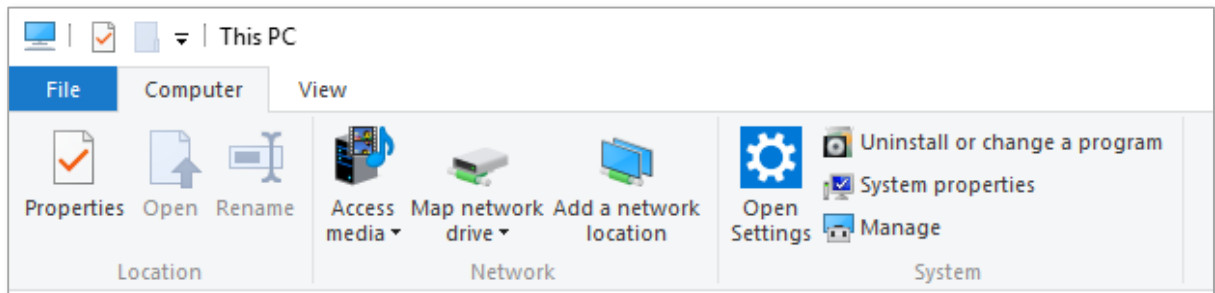 This PC
File Computer View
Properties Open Rename
Access media Map network drive Add a network location
Open Settings
Uninstall or change a program
System properties
Manage
Location Network System